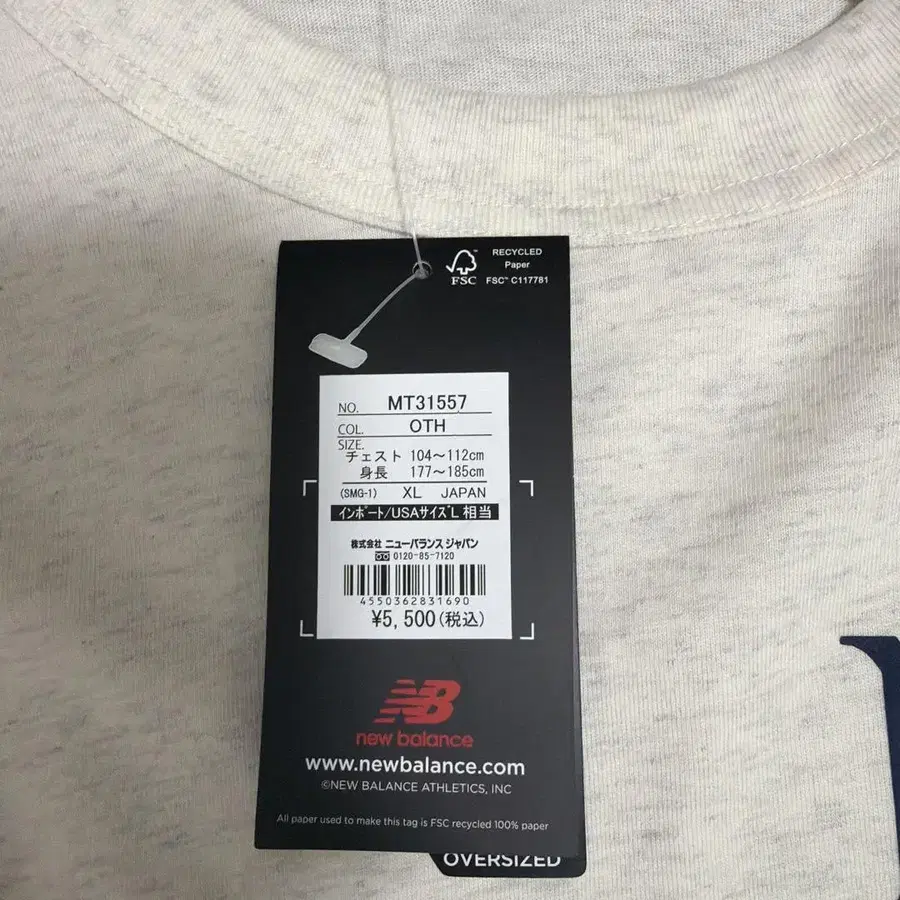 RECYCLED
Paper
FSC™ C117781
FSC
NO. MT31557
COL. OTH
SIZE.
チェスト 104～112cm
身長 177～185cm
(SMG-1) XL JAPAN
インポート/USAサイズL 相当
株式会社 ニューバランス ジャパン
0120-85-7120
4550362831690
¥5,500(税込)
NB
new balance
www.newbalance.com
©NEW BALANCE ATHLETICS, INC
All paper used to make this tag is FSC recycled 100% paper
OVERSIZED